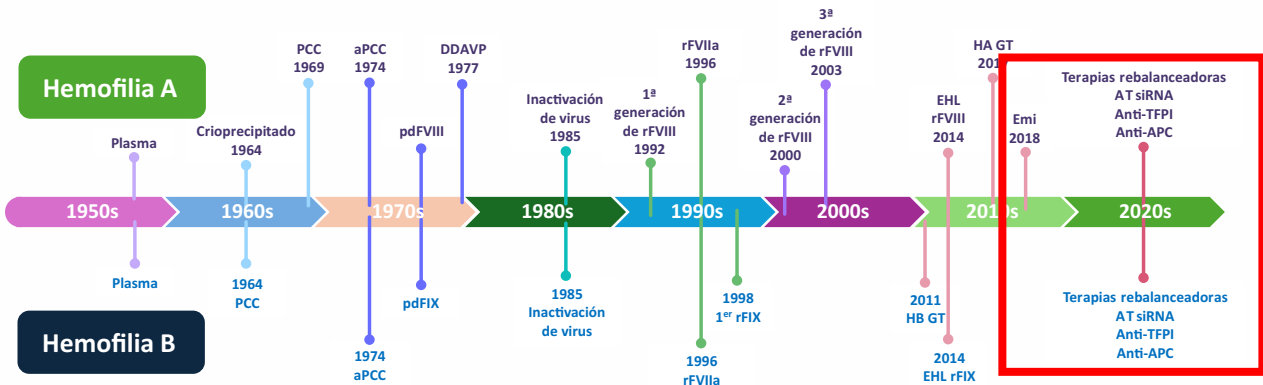 Hemofilia A
Plasma
Crioprecipitado
1964
PCC
1969
aPCC
1974
pdFVIII
DDAVP
1977
Inactivación
de virus
1985
1ª
generación
de rFVIII
1992
rFVIIa
1996
2ª
generación
de rFVIII
2000
3ª
generación
de rFVIII
2003
EHL
rFVIII
2014
HA GT
Emi
2018
Terapias rebalanceadoras
AT siRNA
Anti-TFPI
Anti-APC
1950s
1960s
1970s
1980s
1990s
2000s
2010s
2020s
Hemofilia B
Plasma
1964
PCC
1974
aPCC
pdFIX
1985
Inactivación
de virus
1996
rFVIIa
1998
1er rFIX
2011
HB GT
2014
EHL rFIX
Terapias rebalanceadoras
AT siRNA
Anti-TFPI
Anti-APC